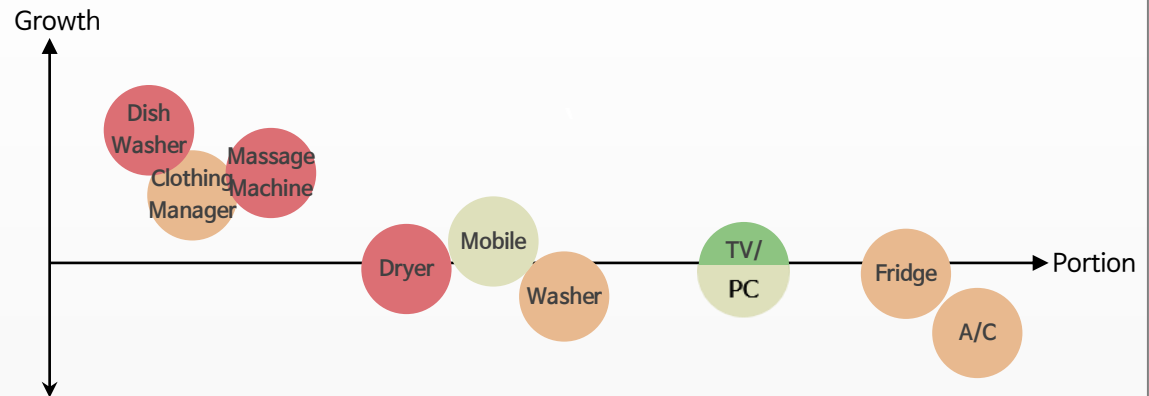 Growth
Dish
Washer
Clothing
Manager
Massage
Machine
Dryer
Mobile
Washer
TV/
PC
Fridge
A/C
Portion